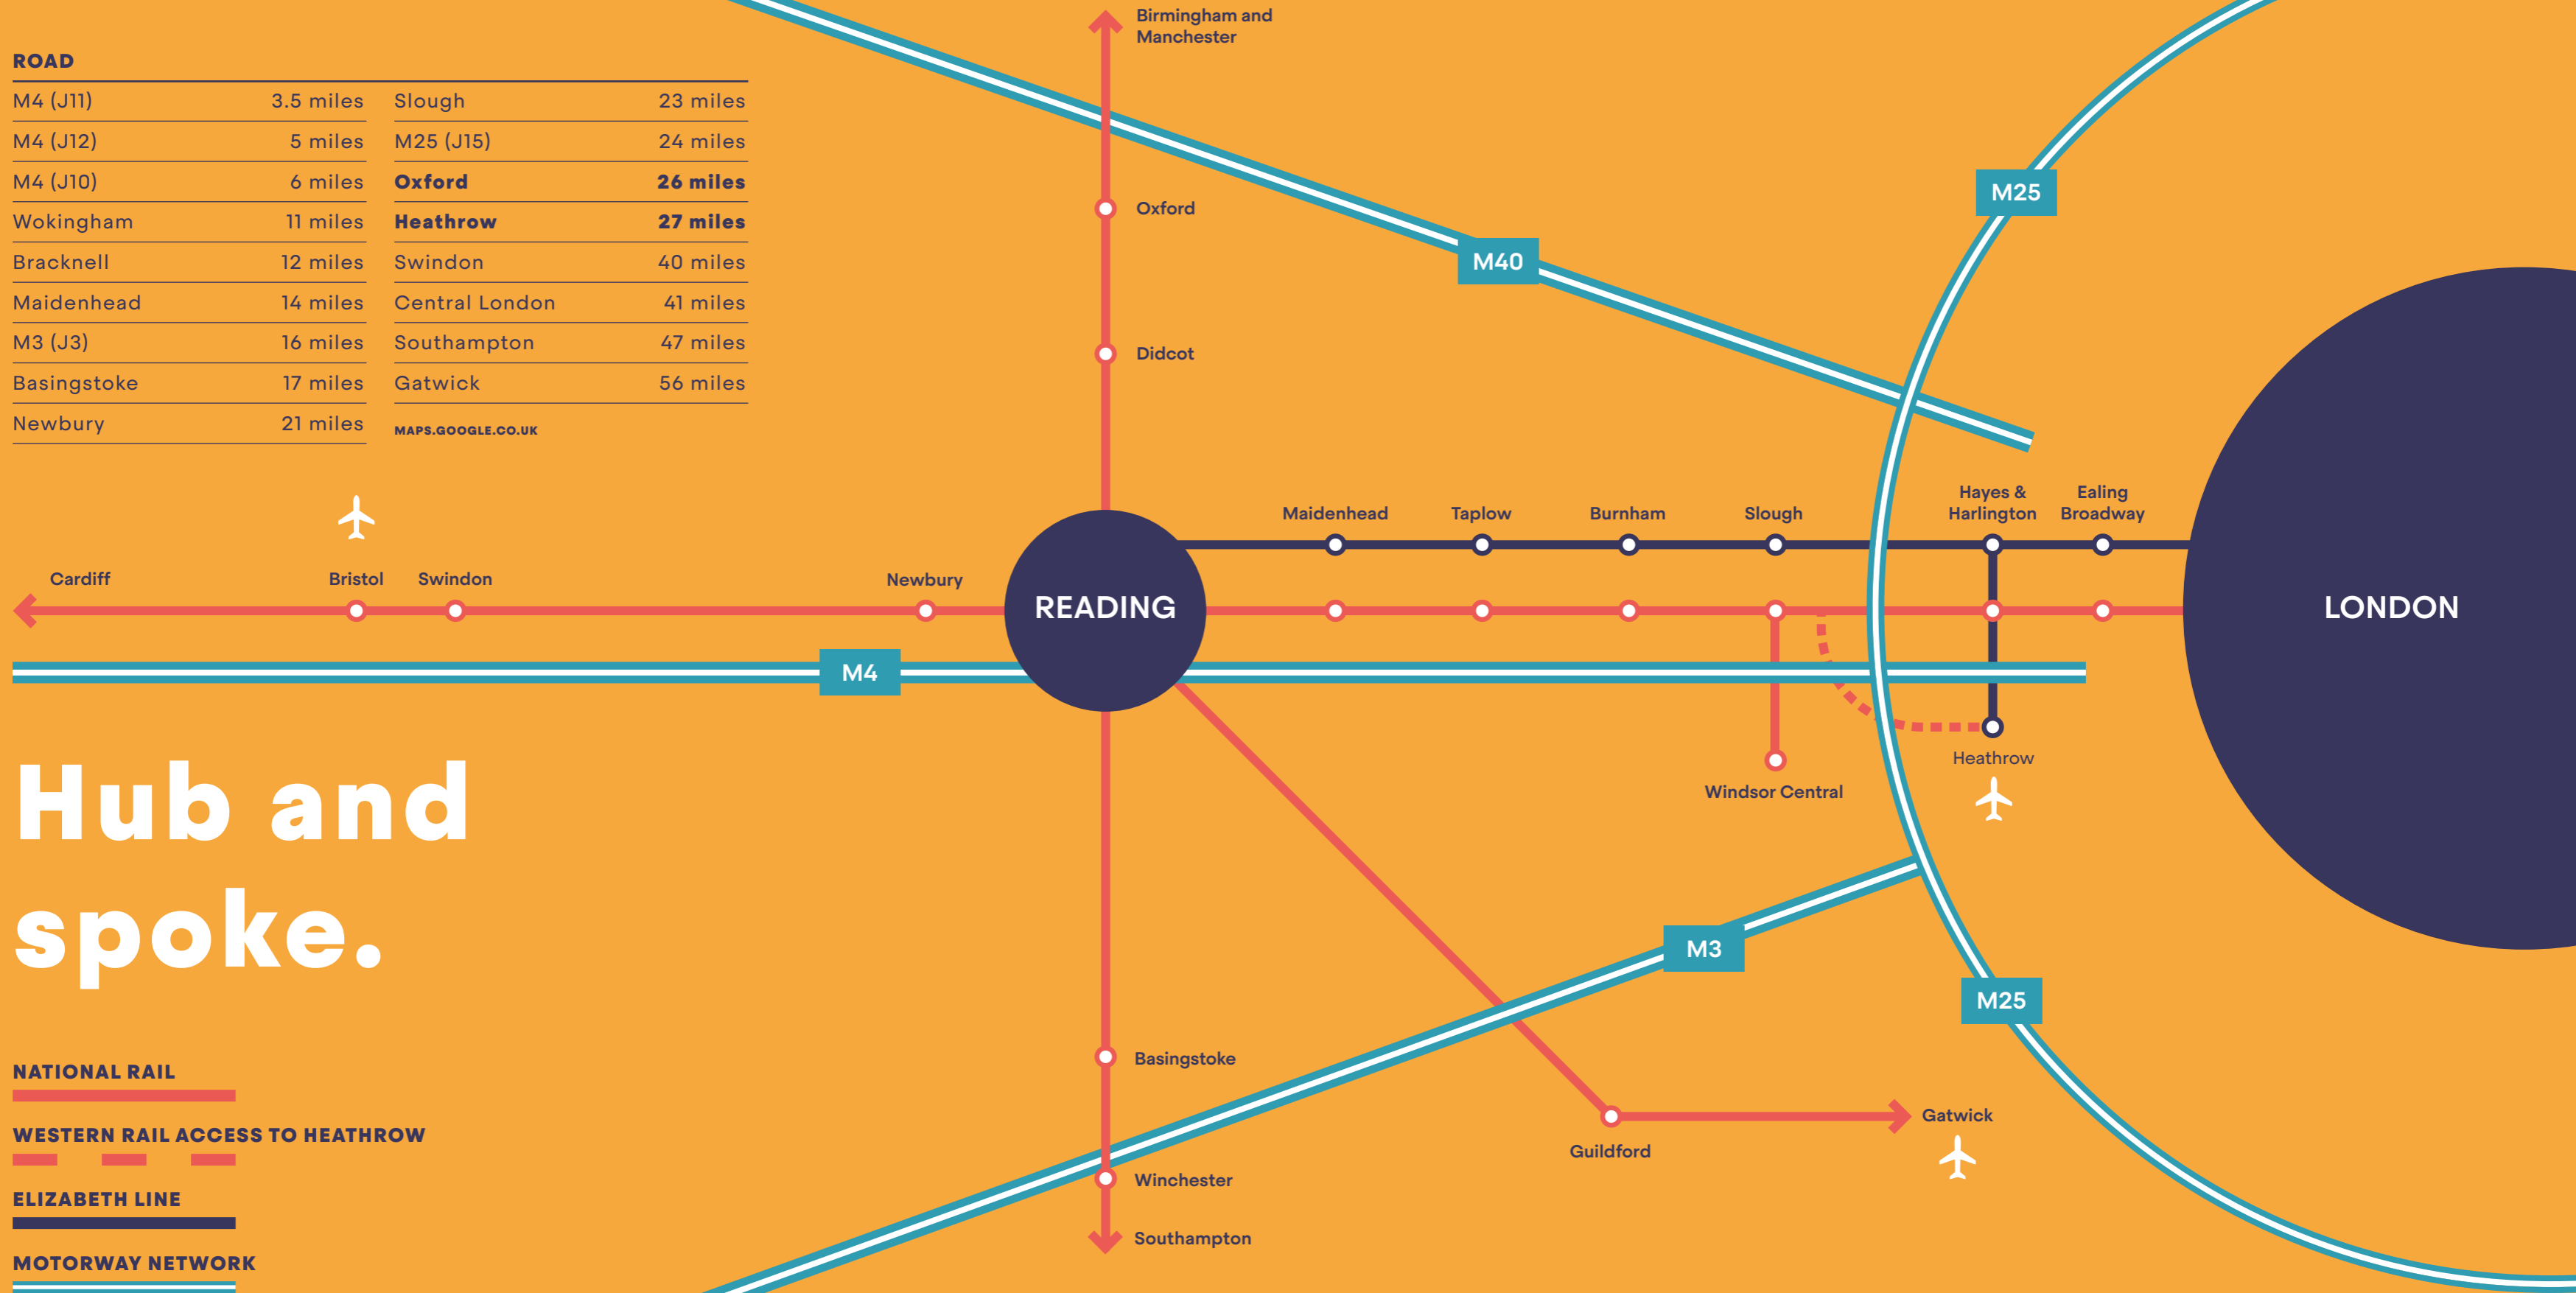 ROAD
M4 (J11) 3.5 miles
M4 (J12) 5 miles
M4 (J10) 6 miles
Wokingham 11 miles
Bracknell 12 miles
Maidenhead 14 miles
M3 (J3) 16 miles
Basingstoke 17 miles
Newbury 21 miles
Slough 23 miles
M25 (J15) 24 miles
Oxford 26 miles
Heathrow 27 miles
Swindon 40 miles
Central London 41 miles
Southampton 47 miles
Gatwick 56 miles
MAPS.GOOGLE.CO.UK
Birmingham and
Manchester
Oxford
Didcot
M40
M25
Maidenhead
Taplow
Burnham
Slough
Hayes &
Harlington
Ealing
Broadway
Cardiff
Bristol
Swindon
Newbury
READING
LONDON
M4
Heathrow
Windsor Central
M3
M25
Basingstoke
Winchester
Southampton
Guildford
Gatwick
Hub and
spoke.
NATIONAL RAIL
WESTERN RAIL ACCESS TO HEATHROW
ELIZABETH LINE
MOTORWAY NETWORK